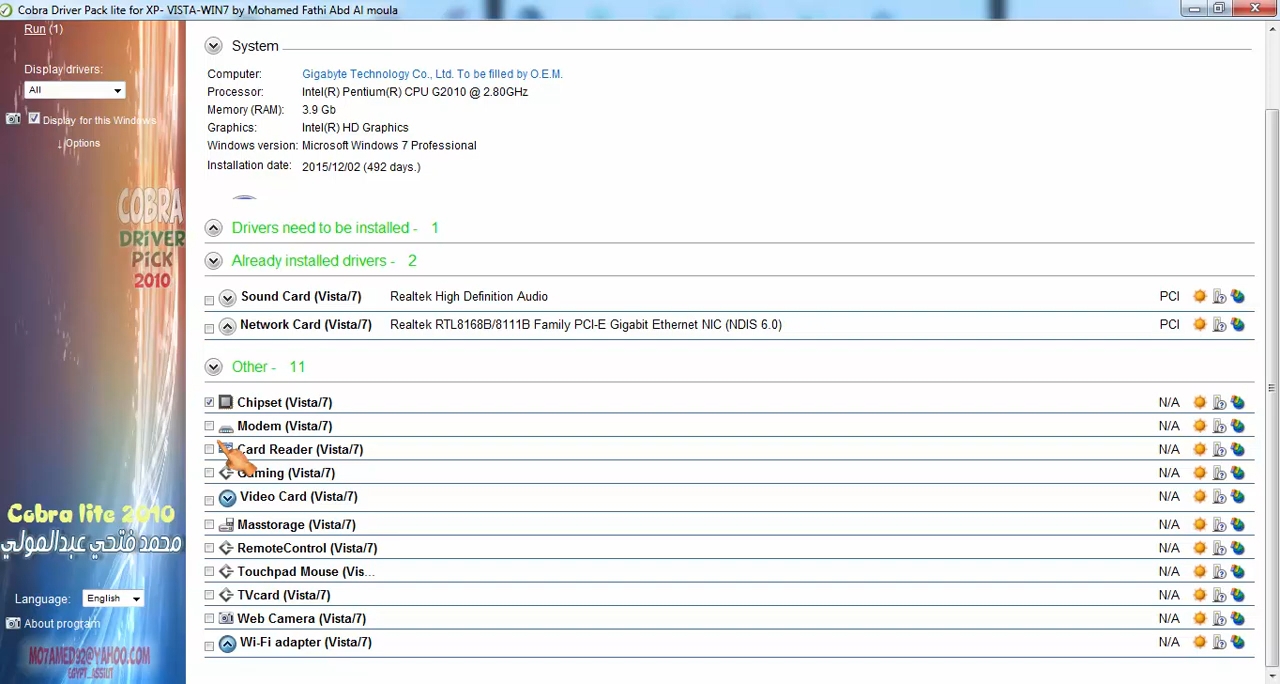 Cobra Driver Pack lite for XP- VISTA-WIN7 by Mohamed Fathi Abd Al moula
Run (1)
Display drivers:
All
Display for this Windows
↓Options
COBRA
DRiVER
PiCK
2010
Cobra lite 2010
محمد فتحي عبدالمولي
Language: English
About program
MO7AMED92@YAHOO.COM
EGYPT_ASSIUT
System
Computer: Gigabyte Technology Co., Ltd. To be filled by O.E.M.
Processor: Intel(R) Pentium(R) CPU G2010 @ 2.80GHz
Memory (RAM): 3.9 Gb
Graphics: Intel(R) HD Graphics
Windows version: Microsoft Windows 7 Professional
Installation date: 2015/12/02 (492 days.)
Drivers need to be installed - 1
Already installed drivers - 2
Sound Card (Vista/7) Realtek High Definition Audio PCI
Network Card (Vista/7) Realtek RTL8168B/8111B Family PCI-E Gigabit Ethernet NIC (NDIS 6.0) PCI
Other - 11
Chipset (Vista/7) N/A
Modem (Vista/7) N/A
Card Reader (Vista/7) N/A
Gaming (Vista/7) N/A
Video Card (Vista/7) N/A
Masstorage (Vista/7) N/A
RemoteControl (Vista/7) N/A
Touchpad Mouse (Vis... N/A
TVcard (Vista/7) N/A
Web Camera (Vista/7) N/A
Wi-Fi adapter (Vista/7) N/A